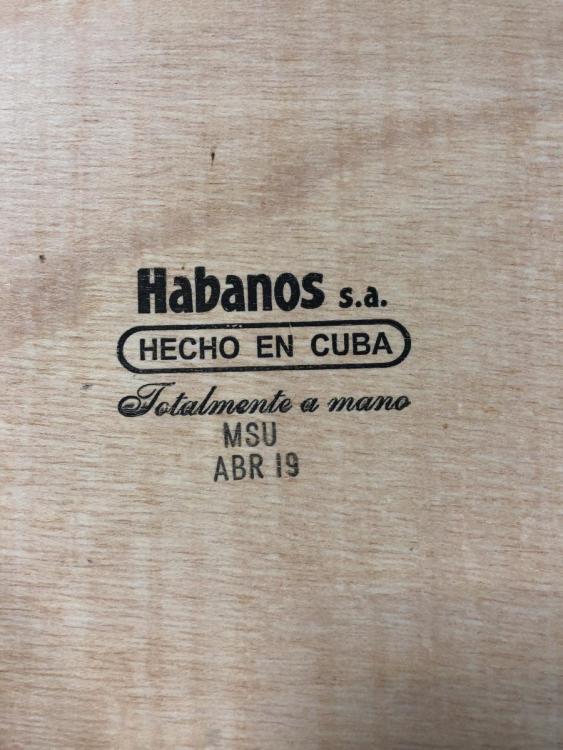 Habanos s.a.
HECHO EN CUBA
Totalmente a mano
MSU
ABR 19